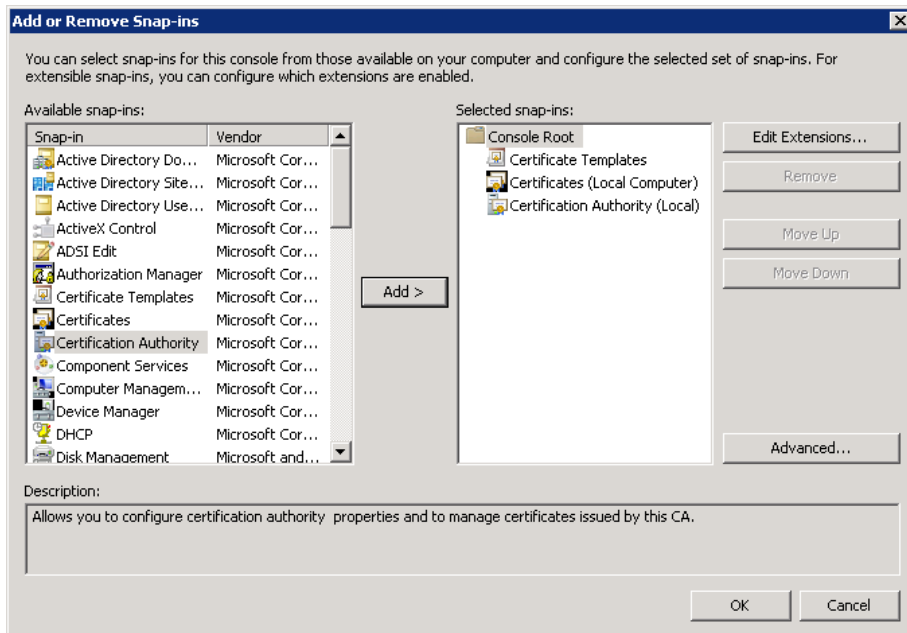 Add or Remove Snap-ins
You can select snap-ins for this console from those available on your computer and configure the selected set of snap-ins. For
extensible snap-ins, you can configure which extensions are enabled.
Available snap-ins:
Snap-in Vendor
Active Directory Do... Microsoft Cor...
Active Directory Site... Microsoft Cor...
Active Directory Use... Microsoft Cor...
ActiveX Control Microsoft Cor...
ADSI Edit Microsoft Cor...
Authorization Manager Microsoft Cor...
Certificate Templates Microsoft Cor...
Certificates Microsoft Cor...
Certification Authority Microsoft Cor...
Component Services Microsoft Cor...
Computer Managem... Microsoft Cor...
Device Manager Microsoft Cor...
DHCP Microsoft Cor...
Disk Management Microsoft and...
Add >
Selected snap-ins:
Console Root
Certificate Templates
Certificates (Local Computer)
Certification Authority (Local)
Edit Extensions...
Remove
Move Up
Move Down
Advanced...
Description:
Allows you to configure certification authority properties and to manage certificates issued by this CA.
OK Cancel